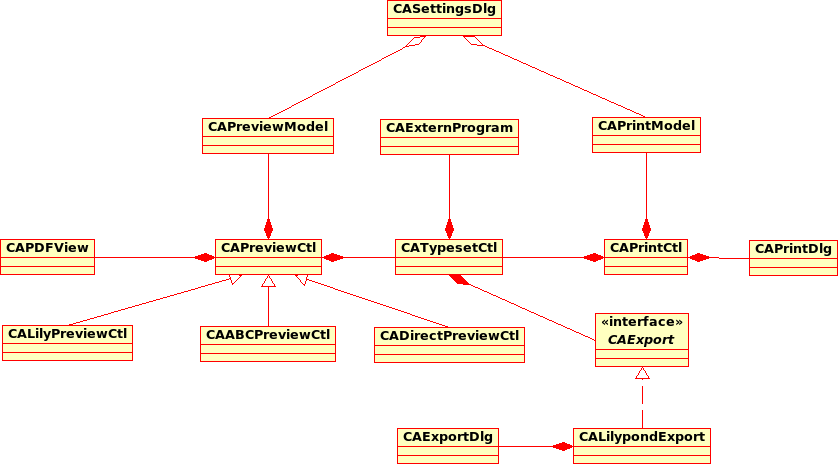 CASettingsDlg
CAPreviewModel
CAExternProgram
CAPrintModel
CAPDFView
CAPreviewCtl
CATypesetCtl
CAPrintCtl
CAPrintDlg
CALilyPreviewCtl
CAABCPreviewCtl
CADirectPreviewCtl
«interface»
CAExport
CAExportDlg
CALilypondExport